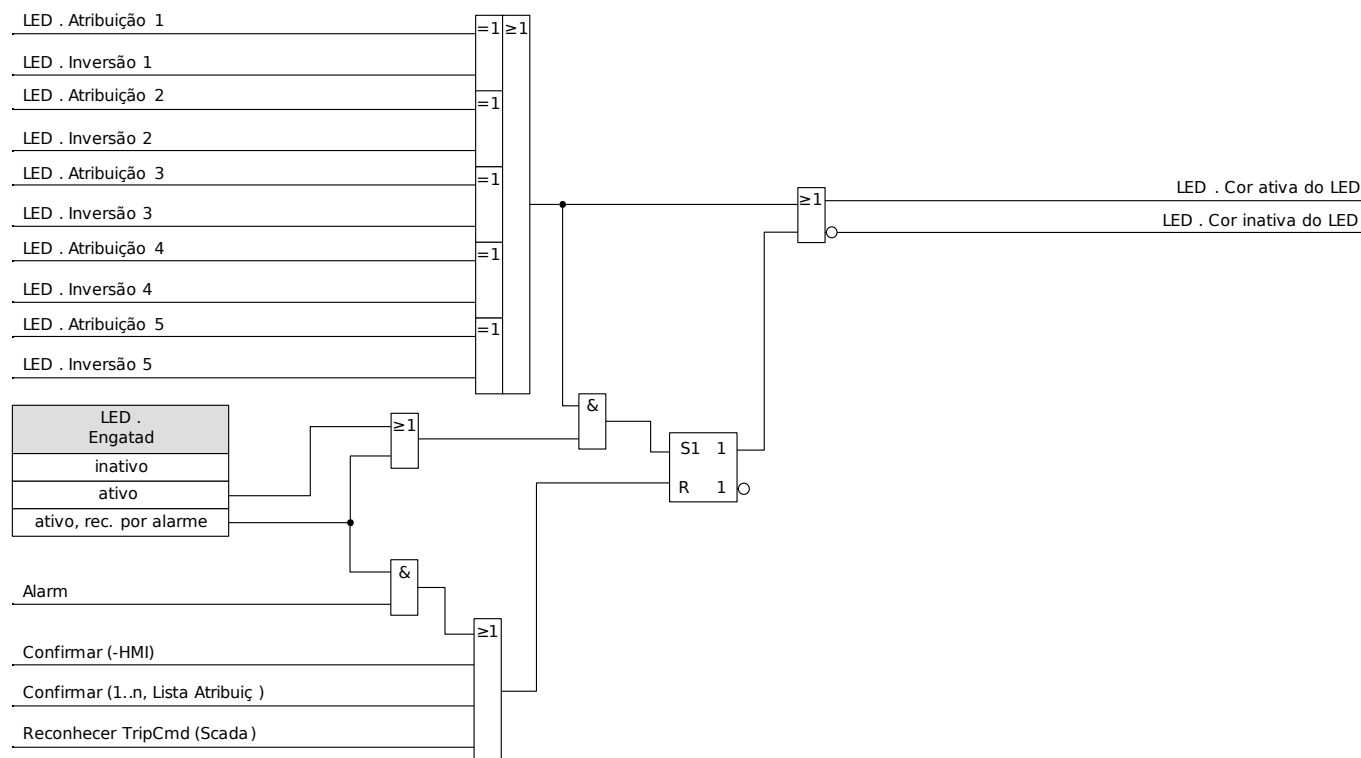 LED . Atribuição 1
=1 ≥1
LED . Inversão 1
LED . Atribuição 2
=1
LED . Inversão 2
LED . Atribuição 3
=1
LED . Inversão 3
LED . Atribuição 4
=1
LED . Inversão 4
LED . Atribuição 5
=1
LED . Inversão 5
≥1
LED . Cor ativa do LED
LED . Cor inativa do LED
LED .
Engatad
inativo
ativo
ativo, rec. por alarme
≥1
&
S1 1
R 1
&
Alarm
≥1
Confirmar (-HMI)
Confirmar (1..n, Lista Atribuiç )
Reconhecer TripCmd (Scada)